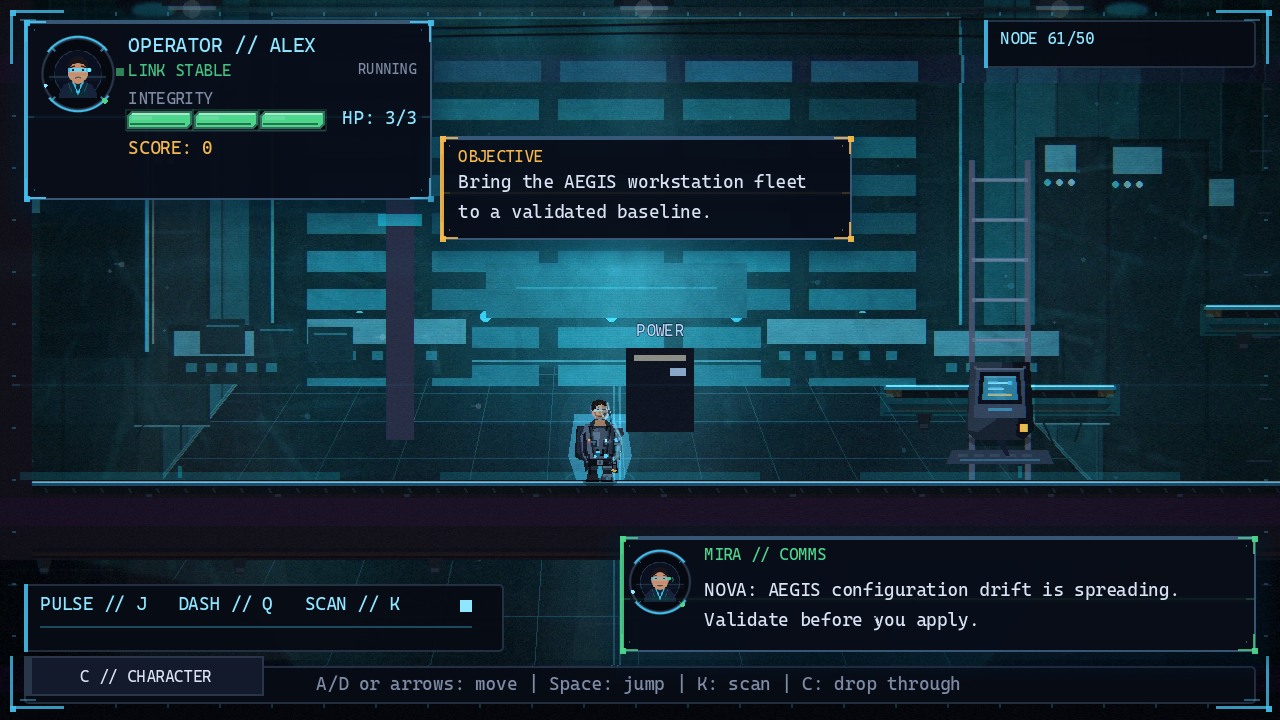 OPERATOR // ALEX
LINK STABLE
RUNNING
INTEGRITY
HP: 3/3
SCORE: 0
NODE 61/50
OBJECTIVE
Bring the AEGIS workstation fleet
to a validated baseline.
POWER
MIRA // COMMS
NOVA: AEGIS configuration drift is spreading.
Validate before you apply.
PULSE // J DASH // Q SCAN // K
C // CHARACTER
A/D or arrows: move | Space: jump | K: scan | C: drop through